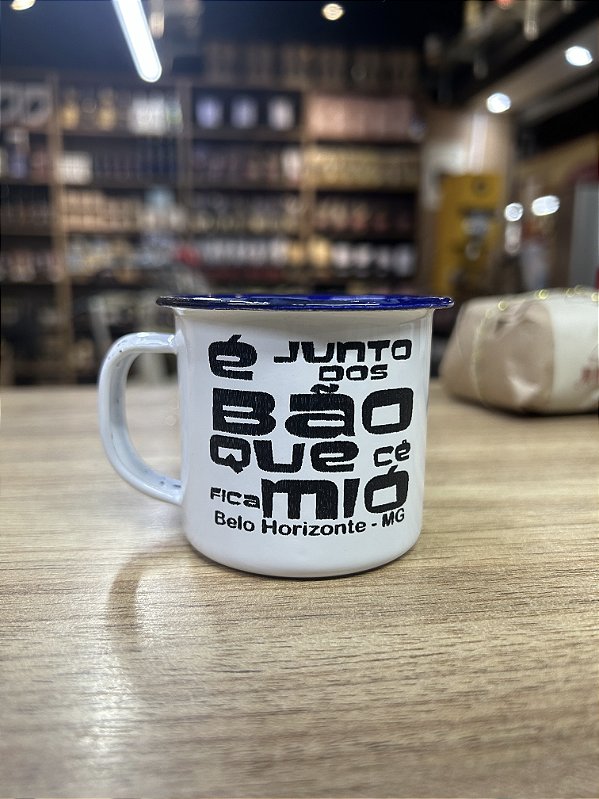 É JUNTO
DOS
BÃO
QUE CÊ
FICA MIÓ
Belo Horizonte - MG